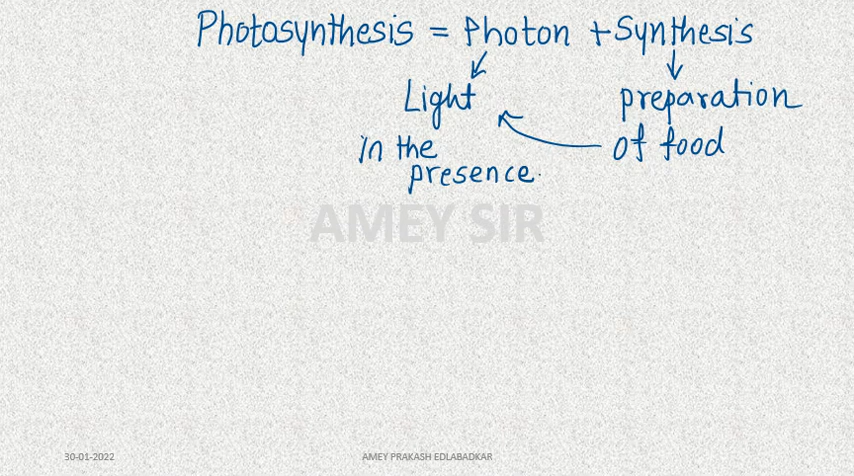 Photosynthesis = Photon + Synthesis
Light preparation
in the of food
presence.
AMEY SIR
30-01-2022 AMEY PRAKASH EDLABADKAR